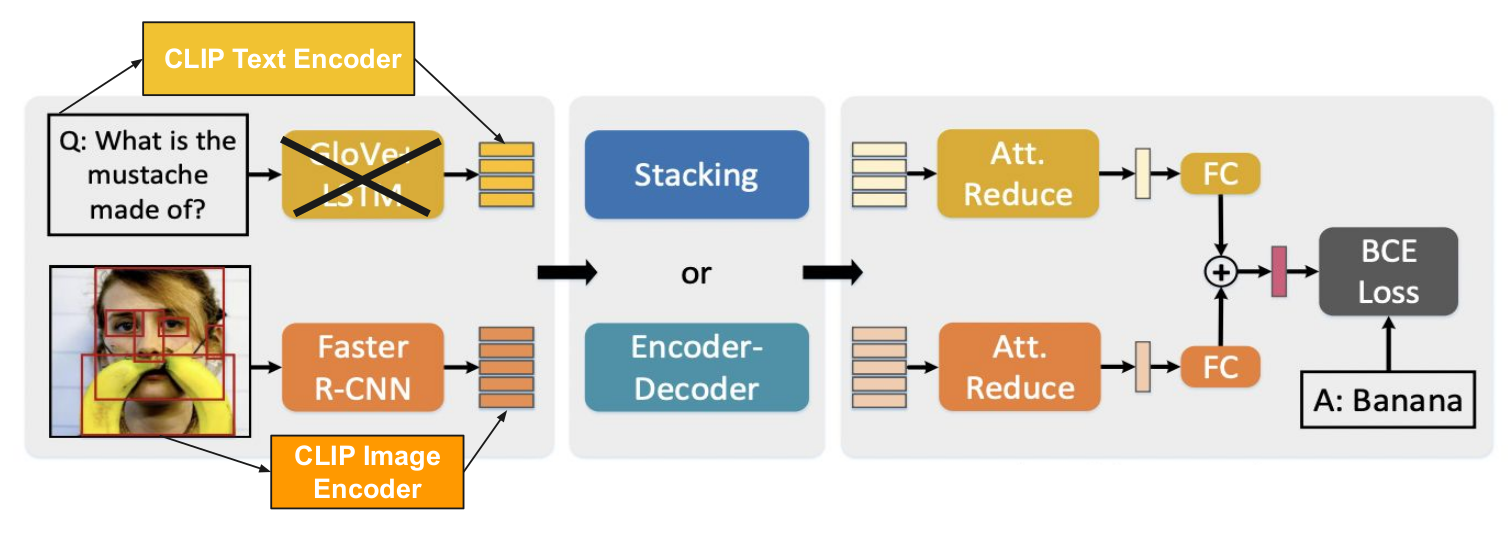 CLIP Text Encoder
Q: What is the
mustache
made of?
GloVe+
LSTM
Stacking
Att.
Reduce
FC
or
BCE
Loss
Faster
R-CNN
Encoder-
Decoder
Att.
Reduce
FC
A: Banana
CLIP Image
Encoder